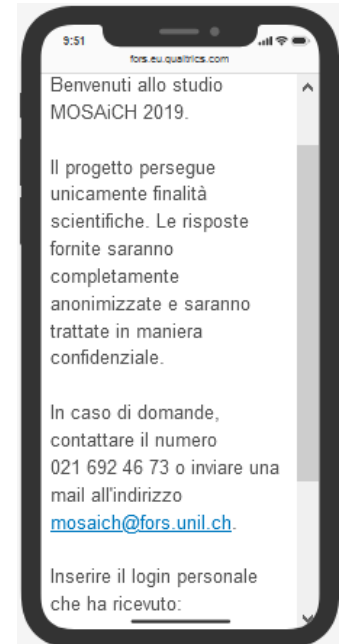 9:51
fors.eu.qualtrics.com
Benvenuti allo studio
MOSAiCH 2019.
Il progetto persegue
unicamente finalità
scientifiche. Le risposte
fornite saranno
completamente
anonimizzate e saranno
trattate in maniera
confidenziale.
In caso di domande,
contattare il numero
021 692 46 73 o inviare una
mail all'indirizzo
mosaich@fors.unil.ch.
Inserire il login personale
che ha ricevuto: